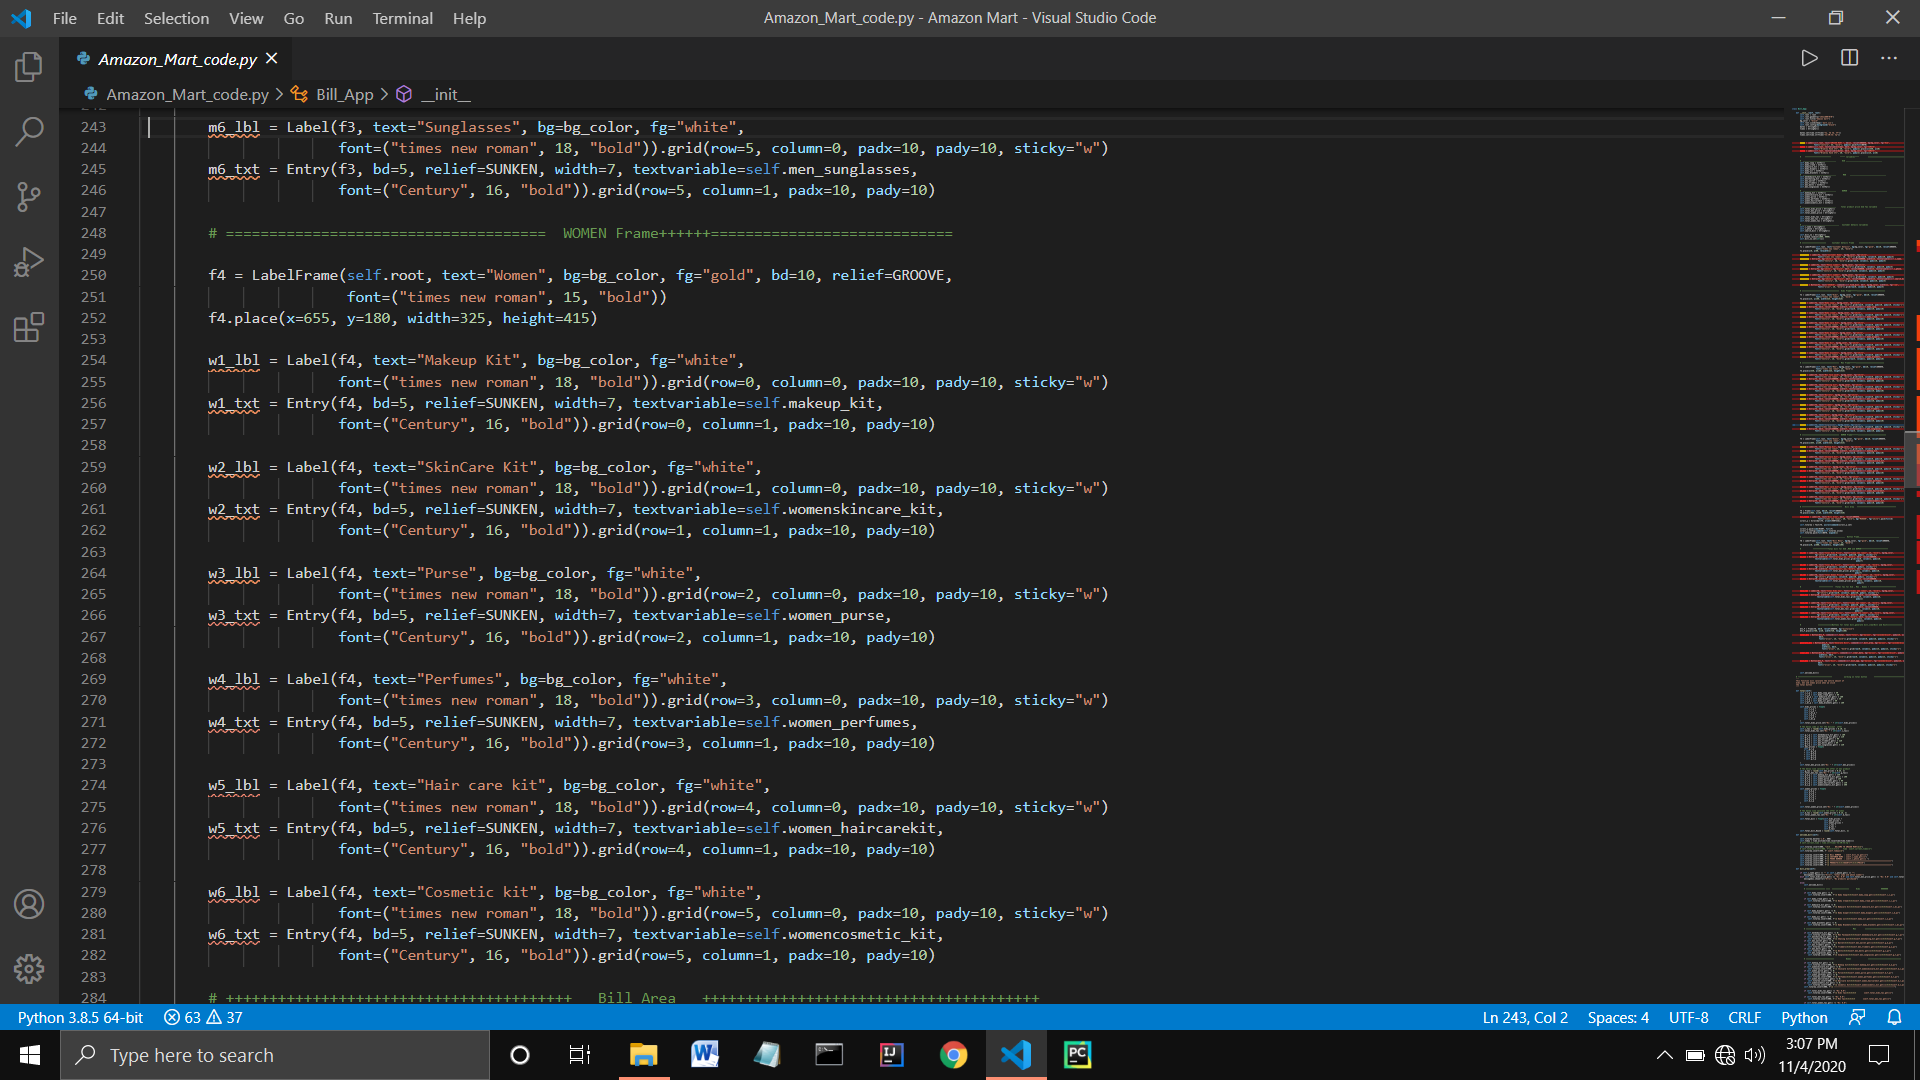 File Edit Selection View Go Run Terminal Help
Amazon_Mart_code.py - Amazon Mart - Visual Studio Code
Amazon_Mart_code.py
Amazon_Mart_code.py > Bill_App > __init__
243 m6_lbl = Label(f3, text="Sunglasses", bg=bg_color, fg="white",
244 font=("times new roman", 18, "bold")).grid(row=5, column=0, padx=10, pady=10, sticky="w")
245 m6_txt = Entry(f3, bd=5, relief=SUNKEN, width=7, textvariable=self.men_sunglasses,
246 font=("Century", 16, "bold")).grid(row=5, column=1, padx=10, pady=10)
247
248 # ===================================== WOMEN Frame++++++============================
249
250 f4 = LabelFrame(self.root, text="Women", bg=bg_color, fg="gold", bd=10, relief=GROOVE,
251 font=("times new roman", 15, "bold"))
252 f4.place(x=655, y=180, width=325, height=415)
253
254 w1_lbl = Label(f4, text="Makeup Kit", bg=bg_color, fg="white",
255 font=("times new roman", 18, "bold")).grid(row=0, column=0, padx=10, pady=10, sticky="w")
256 w1_txt = Entry(f4, bd=5, relief=SUNKEN, width=7, textvariable=self.makeup_kit,
257 font=("Century", 16, "bold")).grid(row=0, column=1, padx=10, pady=10)
258
259 w2_lbl = Label(f4, text="SkinCare Kit", bg=bg_color, fg="white",
260 font=("times new roman", 18, "bold")).grid(row=1, column=0, padx=10, pady=10, sticky="w")
261 w2_txt = Entry(f4, bd=5, relief=SUNKEN, width=7, textvariable=self.womenskincare_kit,
262 font=("Century", 16, "bold")).grid(row=1, column=1, padx=10, pady=10)
263
264 w3_lbl = Label(f4, text="Purse", bg=bg_color, fg="white",
265 font=("times new roman", 18, "bold")).grid(row=2, column=0, padx=10, pady=10, sticky="w")
266 w3_txt = Entry(f4, bd=5, relief=SUNKEN, width=7, textvariable=self.women_purse,
267 font=("Century", 16, "bold")).grid(row=2, column=1, padx=10, pady=10)
268
269 w4_lbl = Label(f4, text="Perfumes", bg=bg_color, fg="white",
270 font=("times new roman", 18, "bold")).grid(row=3, column=0, padx=10, pady=10, sticky="w")
271 w4_txt = Entry(f4, bd=5, relief=SUNKEN, width=7, textvariable=self.women_perfumes,
272 font=("Century", 16, "bold")).grid(row=3, column=1, padx=10, pady=10)
273
274 w5_lbl = Label(f4, text="Hair care kit", bg=bg_color, fg="white",
275 font=("times new roman", 18, "bold")).grid(row=4, column=0, padx=10, pady=10, sticky="w")
276 w5_txt = Entry(f4, bd=5, relief=SUNKEN, width=7, textvariable=self.women_haircarekit,
277 font=("Century", 16, "bold")).grid(row=4, column=1, padx=10, pady=10)
278
279 w6_lbl = Label(f4, text="Cosmetic kit", bg=bg_color, fg="white",
280 font=("times new roman", 18, "bold")).grid(row=5, column=0, padx=10, pady=10, sticky="w")
281 w6_txt = Entry(f4, bd=5, relief=SUNKEN, width=7, textvariable=self.womencosmetic_kit,
282 font=("Century", 16, "bold")).grid(row=5, column=1, padx=10, pady=10)
283
284 # ++++++++++++++++++++++++++++++++++++++++ Bill Area +++++++++++++++++++++++++++++++++++++++
Python 3.8.5 64-bit 63 37 Ln 243, Col 2 Spaces: 4 UTF-8 CRLF Python
Type here to search
3:07 PM
11/4/2020